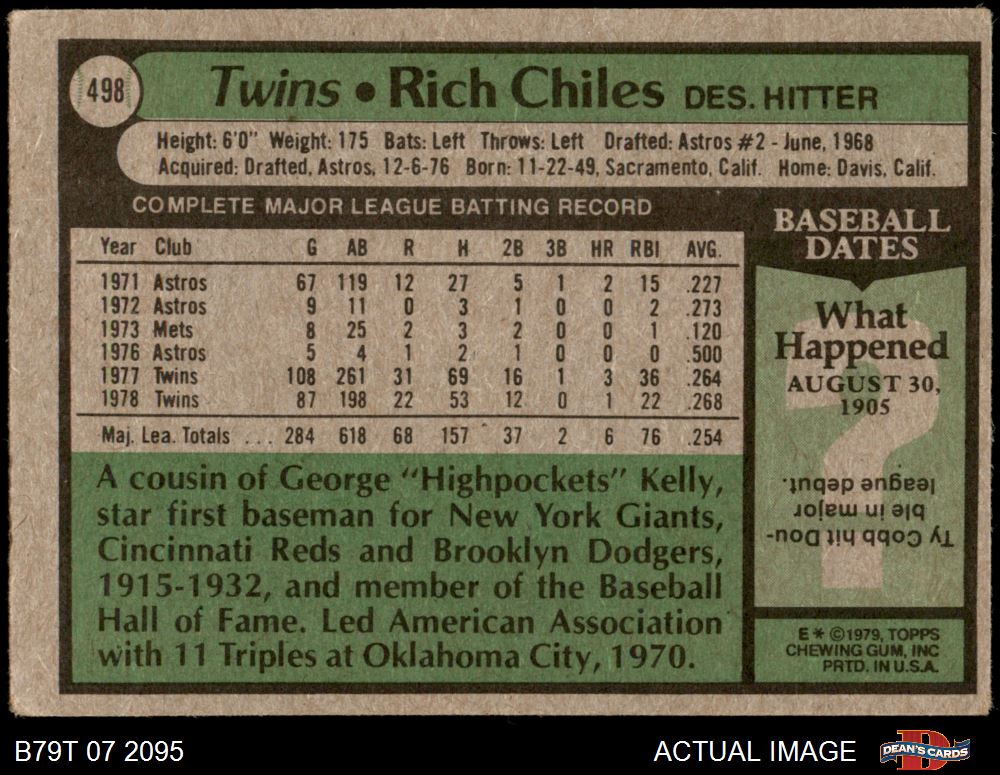 498
Twins • Rich Chiles DES. HITTER
Height: 6'0" Weight: 175 Bats: Left Throws: Left Drafted: Astros #2 - June, 1968
Acquired: Drafted, Astros, 12-6-76 Born: 11-22-49, Sacramento, Calif. Home: Davis, Calif.
COMPLETE MAJOR LEAGUE BATTING RECORD
Year Club G AB R H 2B 3B HR RBI AVG.
1971 Astros 67 119 12 27 5 1 2 15 .227
1972 Astros 9 11 0 3 1 0 0 2 .273
1973 Mets 8 25 2 3 2 0 0 1 .120
1976 Astros 5 4 1 2 1 0 0 0 .500
1977 Twins 108 261 31 69 16 1 3 36 .264
1978 Twins 87 198 22 53 12 0 1 22 .268
Maj. Lea. Totals ... 284 618 68 157 37 2 6 76 .254
A cousin of George "Highpockets" Kelly,
star first baseman for New York Giants,
Cincinnati Reds and Brooklyn Dodgers,
1915-1932, and member of the Baseball
Hall of Fame. Led American Association
with 11 Triples at Oklahoma City, 1970.
BASEBALL
DATES
What
Happened
AUGUST 30,
1905
?
Ty Cobb hit Dou-
ble in major
league debut.
E * ©1979, TOPPS
CHEWING GUM, INC
PRTD. IN U.S.A.
B79T 07 2095
ACTUAL IMAGE
D
DEAN'S CARDS